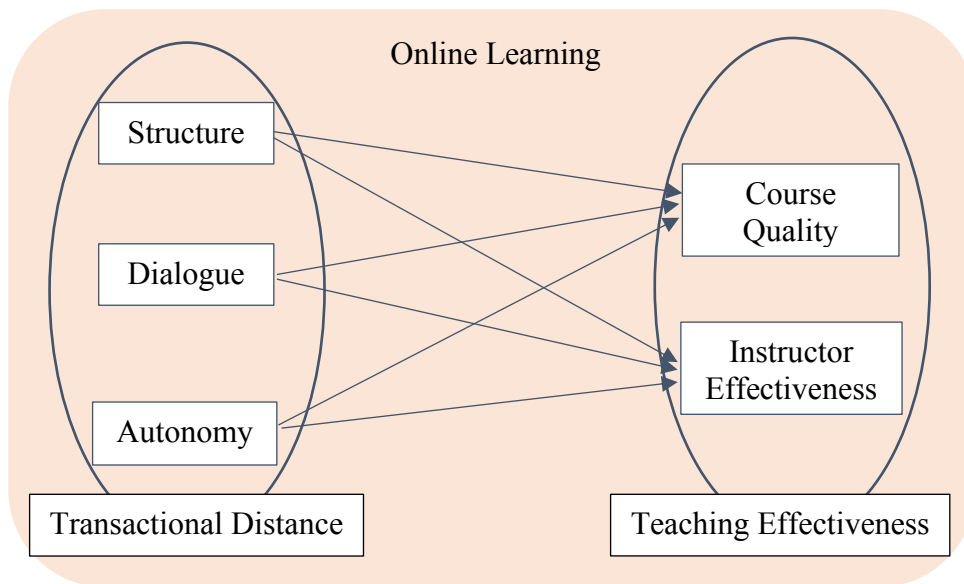 Online Learning
Structure
Dialogue
Autonomy
Transactional Distance
Course
Quality
Instructor
Effectiveness
Teaching Effectiveness